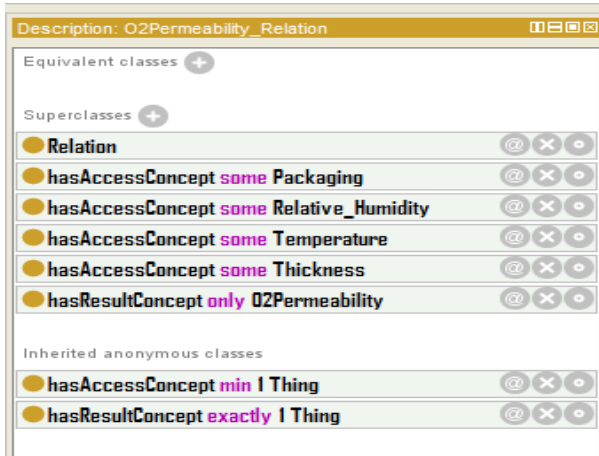 Description: O2Permeability_Relation
Equivalent classes
Superclasses
Relation
hasAccessConcept some Packaging
hasAccessConcept some Relative_Humidity
hasAccessConcept some Temperature
hasAccessConcept some Thickness
hasResultConcept only O2Permeability
Inherited anonymous classes
hasAccessConcept min 1 Thing
hasResultConcept exactly 1 Thing